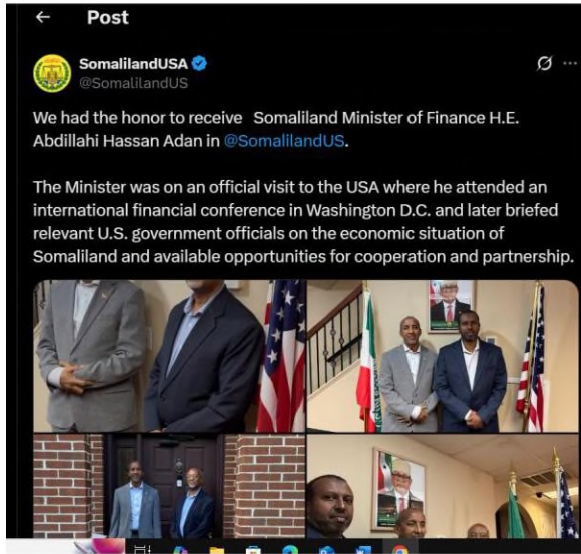 Post
SomalilandUSA
@SomalilandUS
We had the honor to receive Somaliland Minister of Finance H.E.
Abdillahi Hassan Adan in @SomalilandUS.
The Minister was on an official visit to the USA where he attended an
international financial conference in Washington D.C. and later briefed
relevant U.S. government officials on the economic situation of
Somaliland and available opportunities for cooperation and partnership.